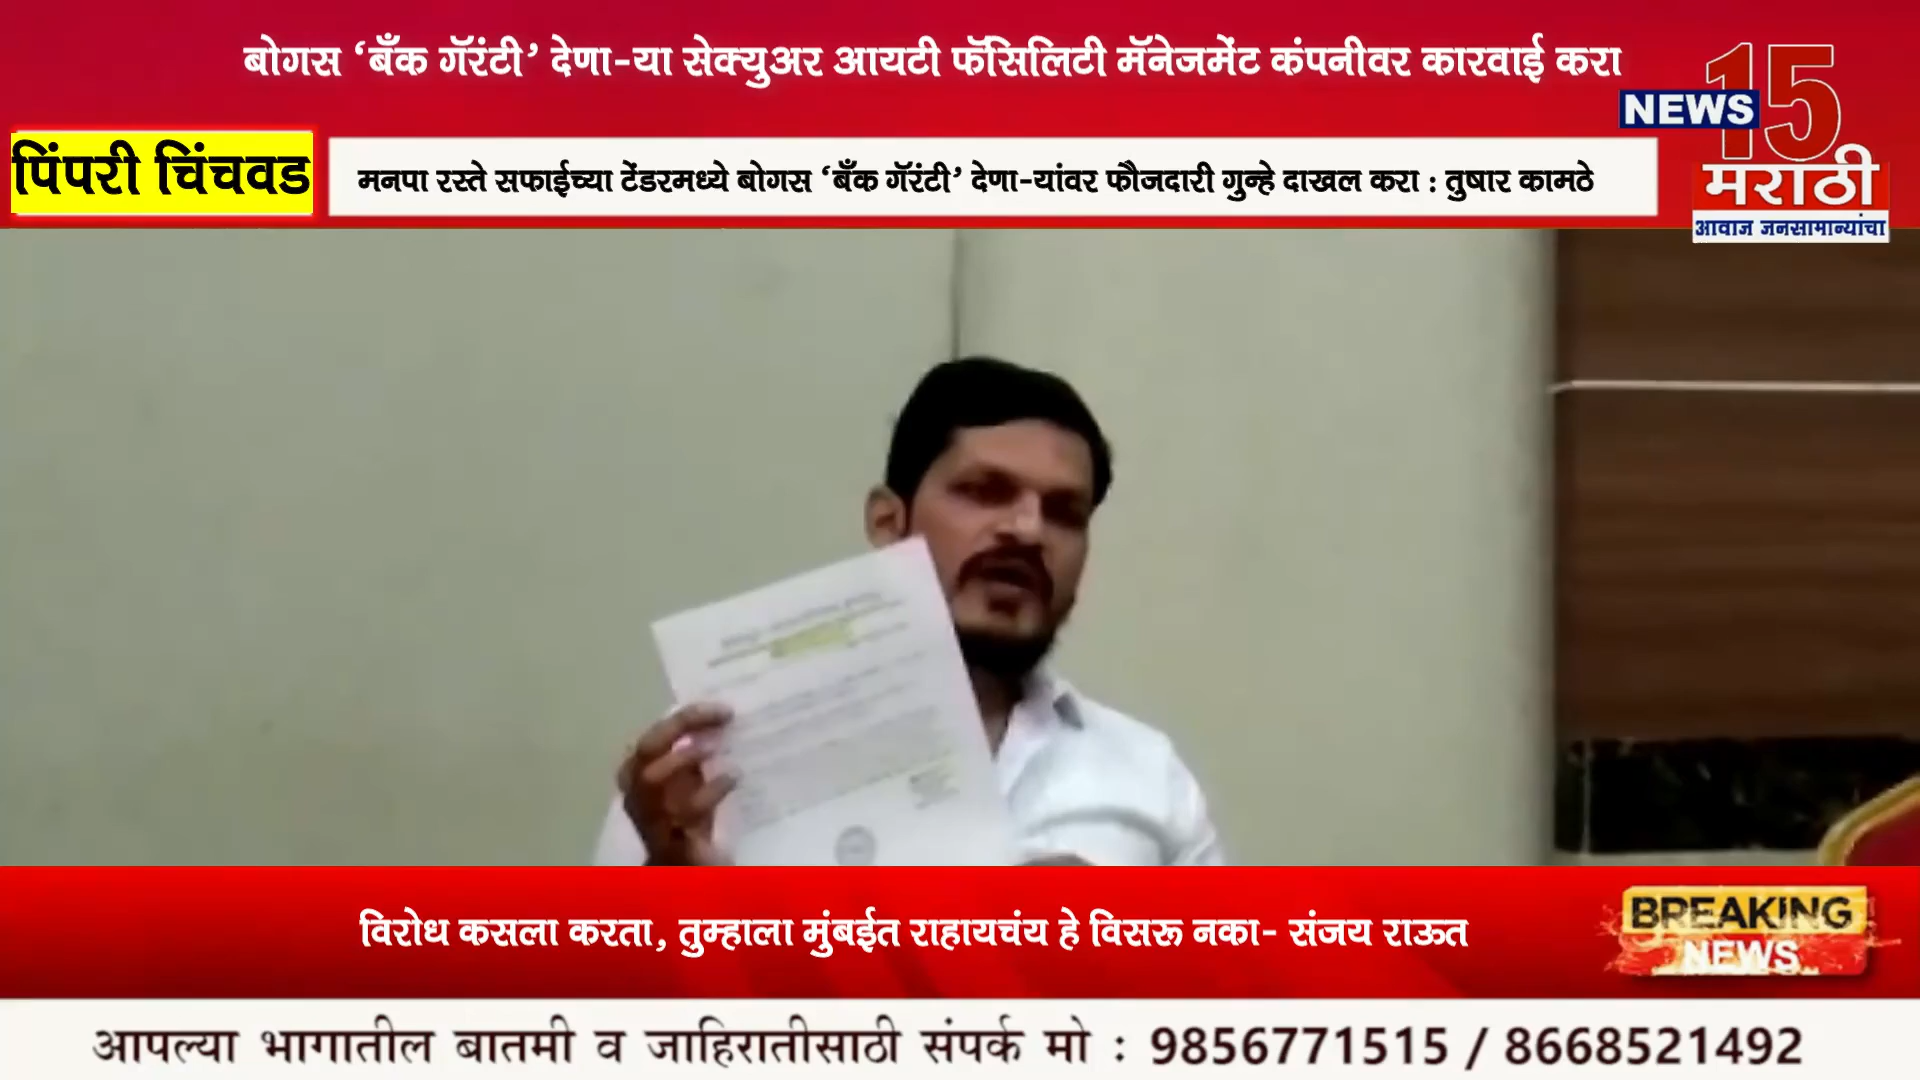 बोगस ‘बँक गॅरंटी’ देणा-या सेक्युअर आयटी फॅसिलिटी मॅनेजमेंट कंपनीवर कारवाई करा
NEWS 15
मराठी
आवाज जनसामान्यांचा
पिंपरी चिंचवड
मनपा रस्ते सफाईच्या टेंडरमध्ये बोगस ‘बँक गॅरंटी’ देणा-यांवर फौजदारी गुन्हे दाखल करा : तुषार कामठे
विरोध कसला करता, तुम्हाला मुंबईत राहायचंय हे विसरू नका- संजय राऊत
BREAKING
NEWS
आपल्या भागातील बातमी व जाहिरातीसाठी संपर्क मो : 9856771515 / 8668521492